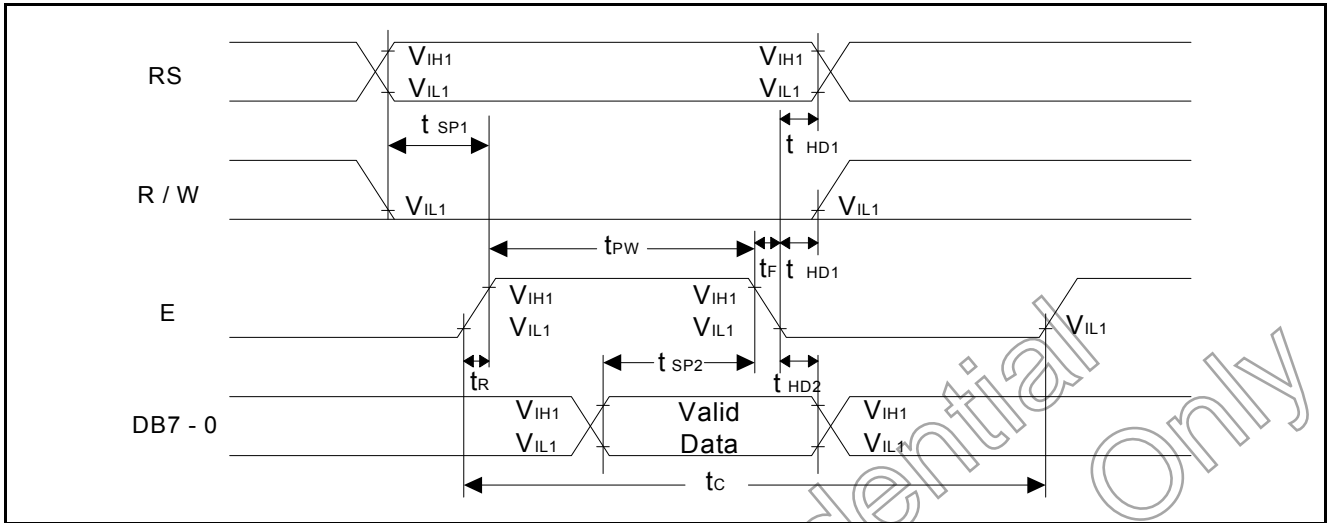 RS VIH1 VIH1
VIL1 VIL1
t SP1 t HD1
R / W VIL1 VIL1
tPW tF t HD1
E VIH1 VIH1
VIL1 VIL1 VIL1
tR t SP2 t HD2
DB7 - 0 VIH1 Valid VIH1
VIL1 Data VIL1
tC
Only